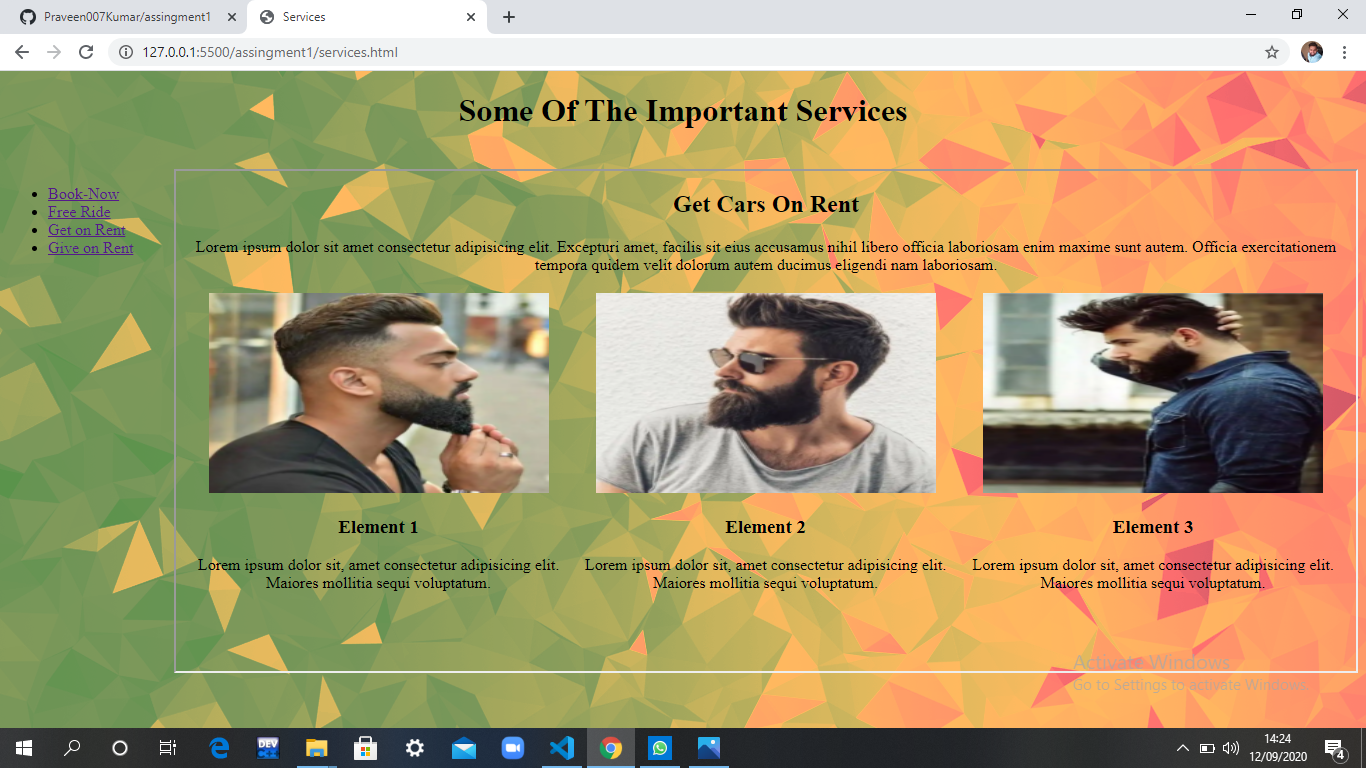 Praveen007Kumar/assingment1
Services
127.0.0.1:5500/assingment1/services.html
Some Of The Important Services
Book-Now
Free Ride
Get on Rent
Give on Rent
Get Cars On Rent
Lorem ipsum dolor sit amet consectetur adipisicing elit. Excepturi amet, facilis sit eius accusamus nihil libero officia laboriosam enim maxime sunt autem. Officia exercitationem
tempora quidem velit dolorum autem ducimus eligendi nam laboriosam.
Element 1
Lorem ipsum dolor sit, amet consectetur adipisicing elit.
Maiores mollitia sequi voluptatum.
Element 2
Lorem ipsum dolor sit, amet consectetur adipisicing elit.
Maiores mollitia sequi voluptatum.
Element 3
Lorem ipsum dolor sit, amet consectetur adipisicing elit.
Maiores mollitia sequi voluptatum.
Activate Windows
Go to Settings to activate Windows.
DEV
14:24
12/09/2020
4